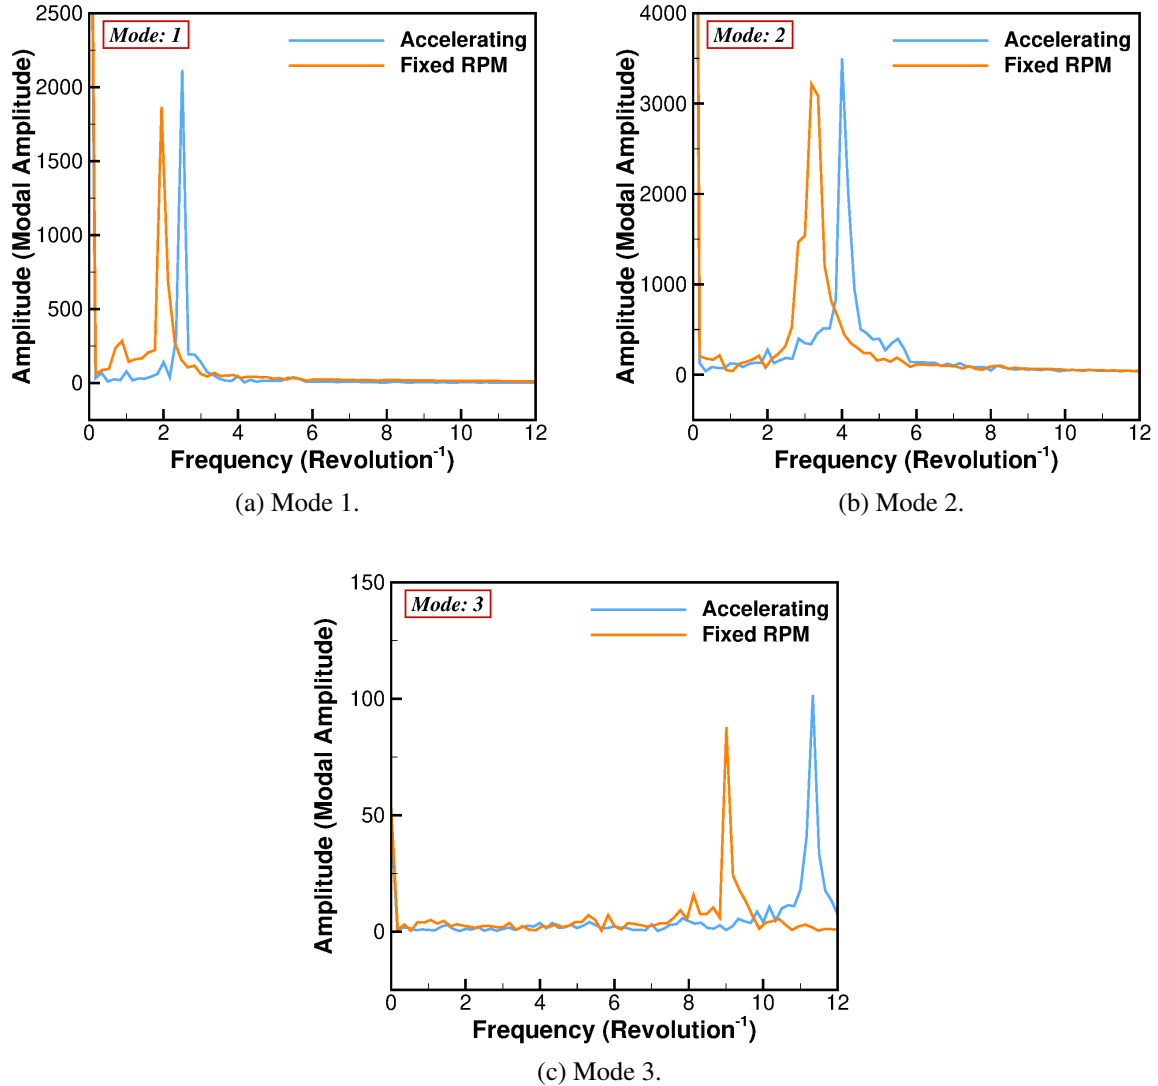 Mode: 1
Accelerating
Fixed RPM
2500
2000
1500
1000
500
0
Amplitude (Modal Amplitude)
0 2 4 6 8 10 12
Frequency (Revolution⁻¹)
(a) Mode 1.
Mode: 2
Accelerating
Fixed RPM
4000
3000
2000
1000
0
Amplitude (Modal Amplitude)
0 2 4 6 8 10 12
Frequency (Revolution⁻¹)
(b) Mode 2.
Mode: 3
Accelerating
Fixed RPM
150
100
50
0
Amplitude (Modal Amplitude)
0 2 4 6 8 10 12
Frequency (Revolution⁻¹)
(c) Mode 3.